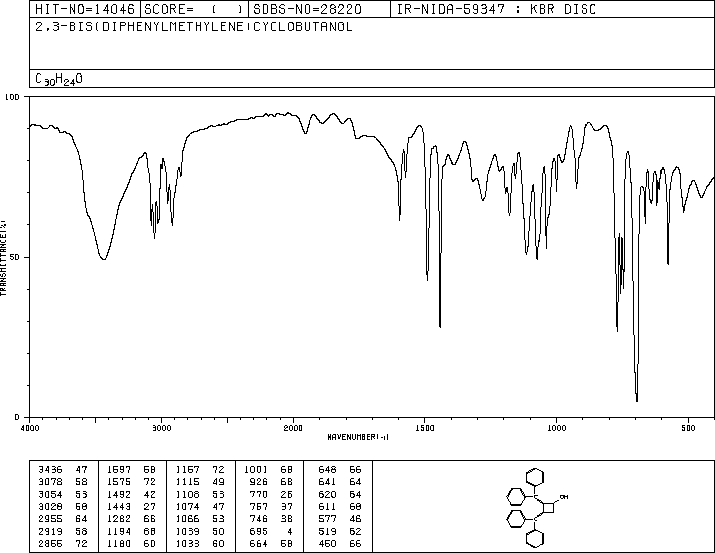 HIT-NO=14046 SCORE= ( ) SDBS-NO=28220 IR-NIDA-59347 : KBR DISC
2,3-BIS(DIPHENYLMETHYLENE)CYCLOBUTANOL
C30H24O
100
50
0
TRANSMITTANCE(%)
4000 3000 2000 1500 1000 500
WAVENUMBER(-1)
3436 47 1597 60 1167 72 1001 68 648 66
3078 58 1575 72 1115 49 926 68 641 64
3054 53 1492 42 1108 53 770 26 620 64
3028 60 1443 27 1074 47 757 37 611 68
2955 64 1282 66 1066 53 746 38 577 46
2919 58 1194 68 1039 50 695 4 519 62
2855 72 1180 60 1033 60 664 58 450 66
OH